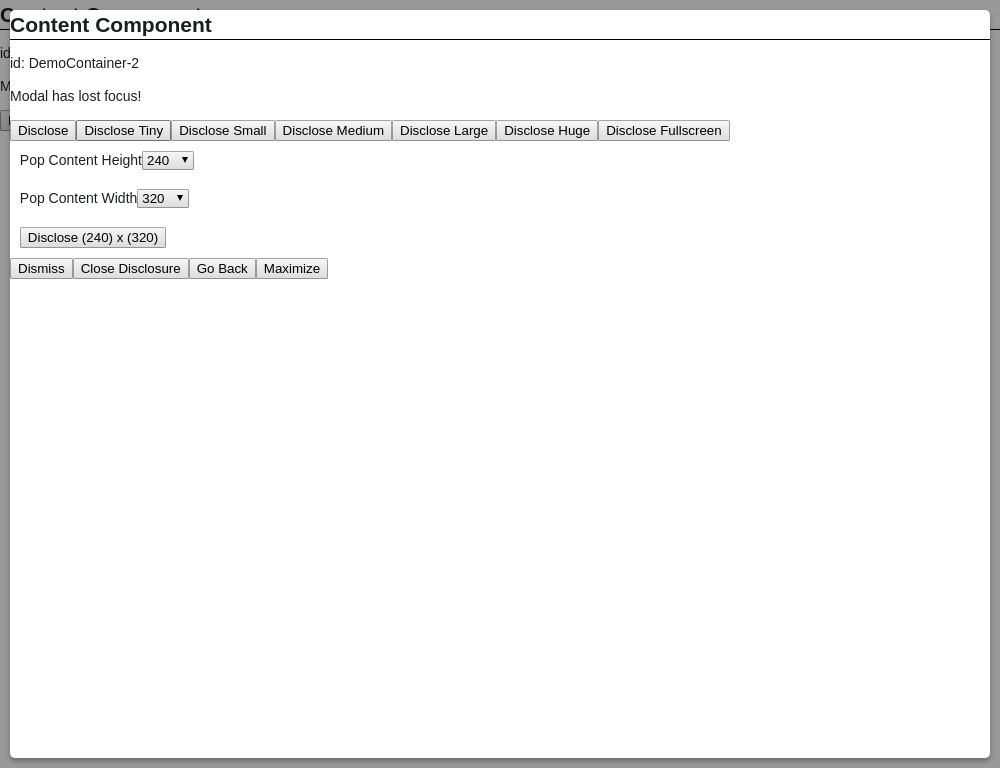 Content Component
id: DemoContainer-2
Modal has lost focus!
Disclose Disclose Tiny Disclose Small Disclose Medium Disclose Large Disclose Huge Disclose Fullscreen
Pop Content Height 240
Pop Content Width 320
Disclose (240) x (320)
Dismiss Close Disclosure Go Back Maximize